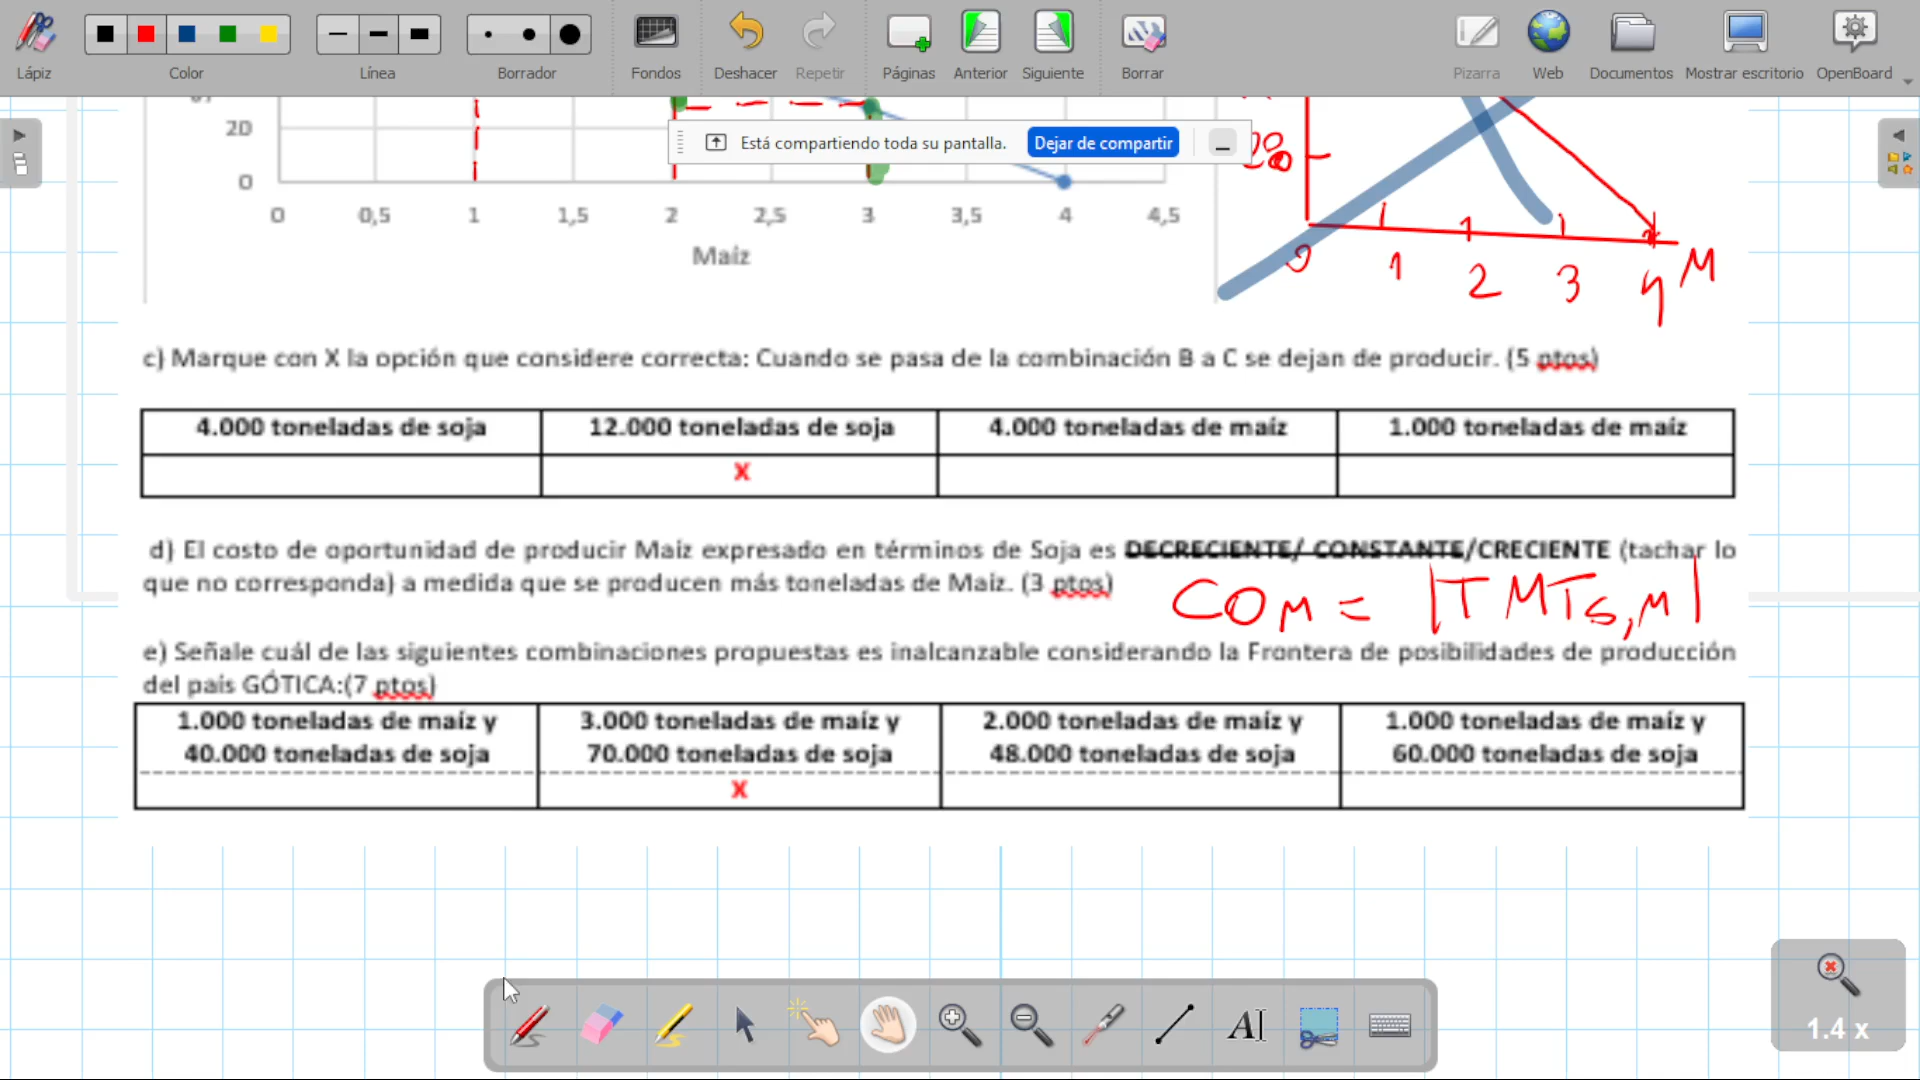 Lápiz
Color
Línea
Borrador
Fondos
Deshacer
Repetir
Páginas
Anterior
Siguiente
Borrar
Pizarra
Web
Documentos
Mostrar escritorio
OpenBoard
20
0
Está compartiendo toda su pantalla.
Dejar de compartir
0 0,5 1 1,5 2 2,5 3 3,5 4 4,5
Maíz
0 1 2 3 4 M
c) Marque con X la opción que considere correcta: Cuando se pasa de la combinación B a C se dejan de producir. (5 ptos)
4.000 toneladas de soja 12.000 toneladas de soja 4.000 toneladas de maíz 1.000 toneladas de maíz
X
d) El costo de oportunidad de producir Maíz expresado en términos de Soja es DECRECIENTE/ CONSTANTE/CRECIENTE (tachar lo
que no corresponda) a medida que se producen más toneladas de Maíz. (3 ptos)
COM = |TMTS,M|
e) Señale cuál de las siguientes combinaciones propuestas es inalcanzable considerando la Frontera de posibilidades de producción
del país GÓTICA:(7 ptos)
1.000 toneladas de maíz y 3.000 toneladas de maíz y 2.000 toneladas de maíz y 1.000 toneladas de maíz y
40.000 toneladas de soja 70.000 toneladas de soja 48.000 toneladas de soja 60.000 toneladas de soja
X
1.4 x